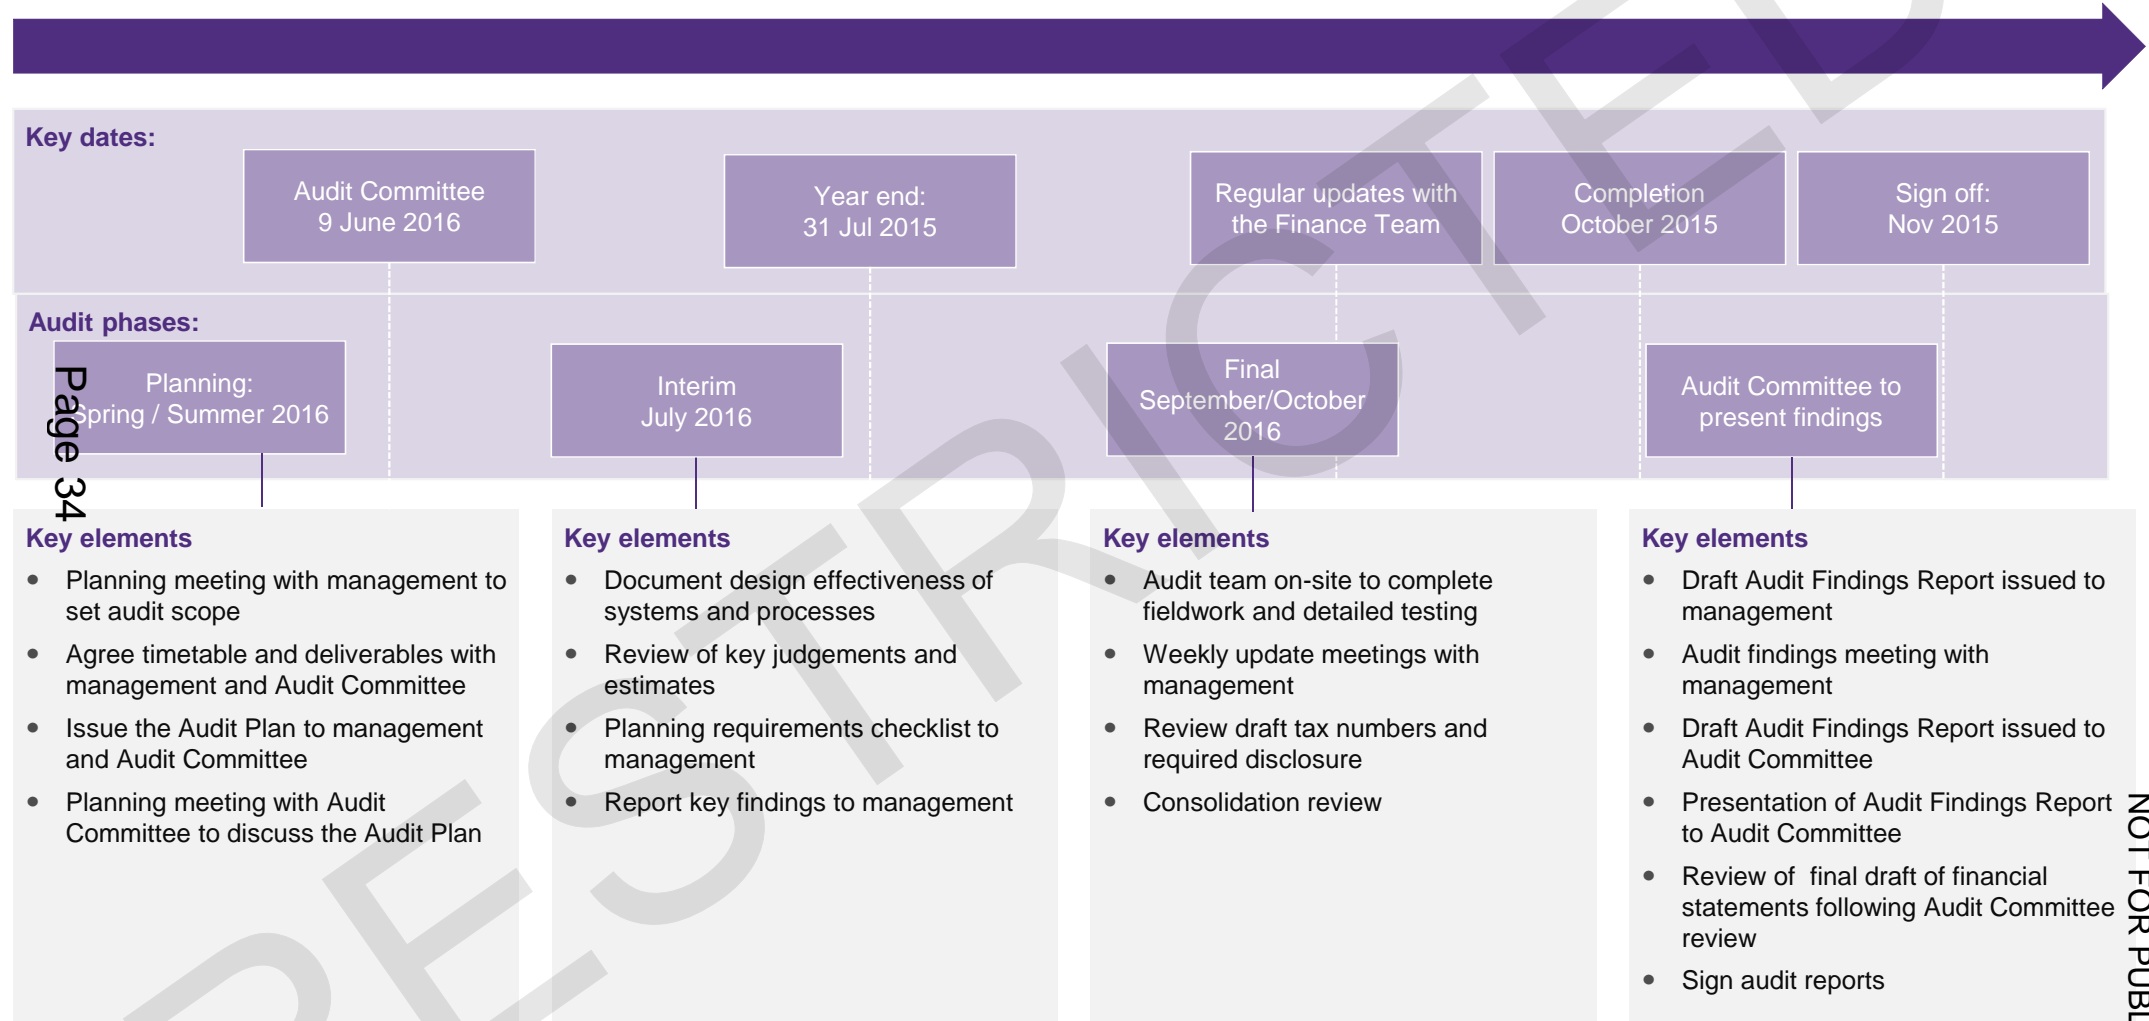 Key dates:
Audit Committee
9 June 2016
Year end:
31 Jul 2015
Regular updates with
the Finance Team
Completion
October 2015
Sign off:
Nov 2015
Audit phases:
Planning:
Spring / Summer 2016
Interim
July 2016
Final
September/October
2016
Audit Committee to
present findings
Page 34
Key elements
• Planning meeting with management to
set audit scope
• Agree timetable and deliverables with
management and Audit Committee
• Issue the Audit Plan to management
and Audit Committee
• Planning meeting with Audit
Committee to discuss the Audit Plan
Key elements
• Document design effectiveness of
systems and processes
• Review of key judgements and
estimates
• Planning requirements checklist to
management
• Report key findings to management
Key elements
• Audit team on-site to complete
fieldwork and detailed testing
• Weekly update meetings with
management
• Review draft tax numbers and
required disclosure
• Consolidation review
Key elements
• Draft Audit Findings Report issued to
management
• Audit findings meeting with
management
• Draft Audit Findings Report issued to
Audit Committee
• Presentation of Audit Findings Report
to Audit Committee
• Review of  final draft of financial
statements following Audit Committee
review
• Sign audit reports
NOT FOR PUBL
RESTRICTED